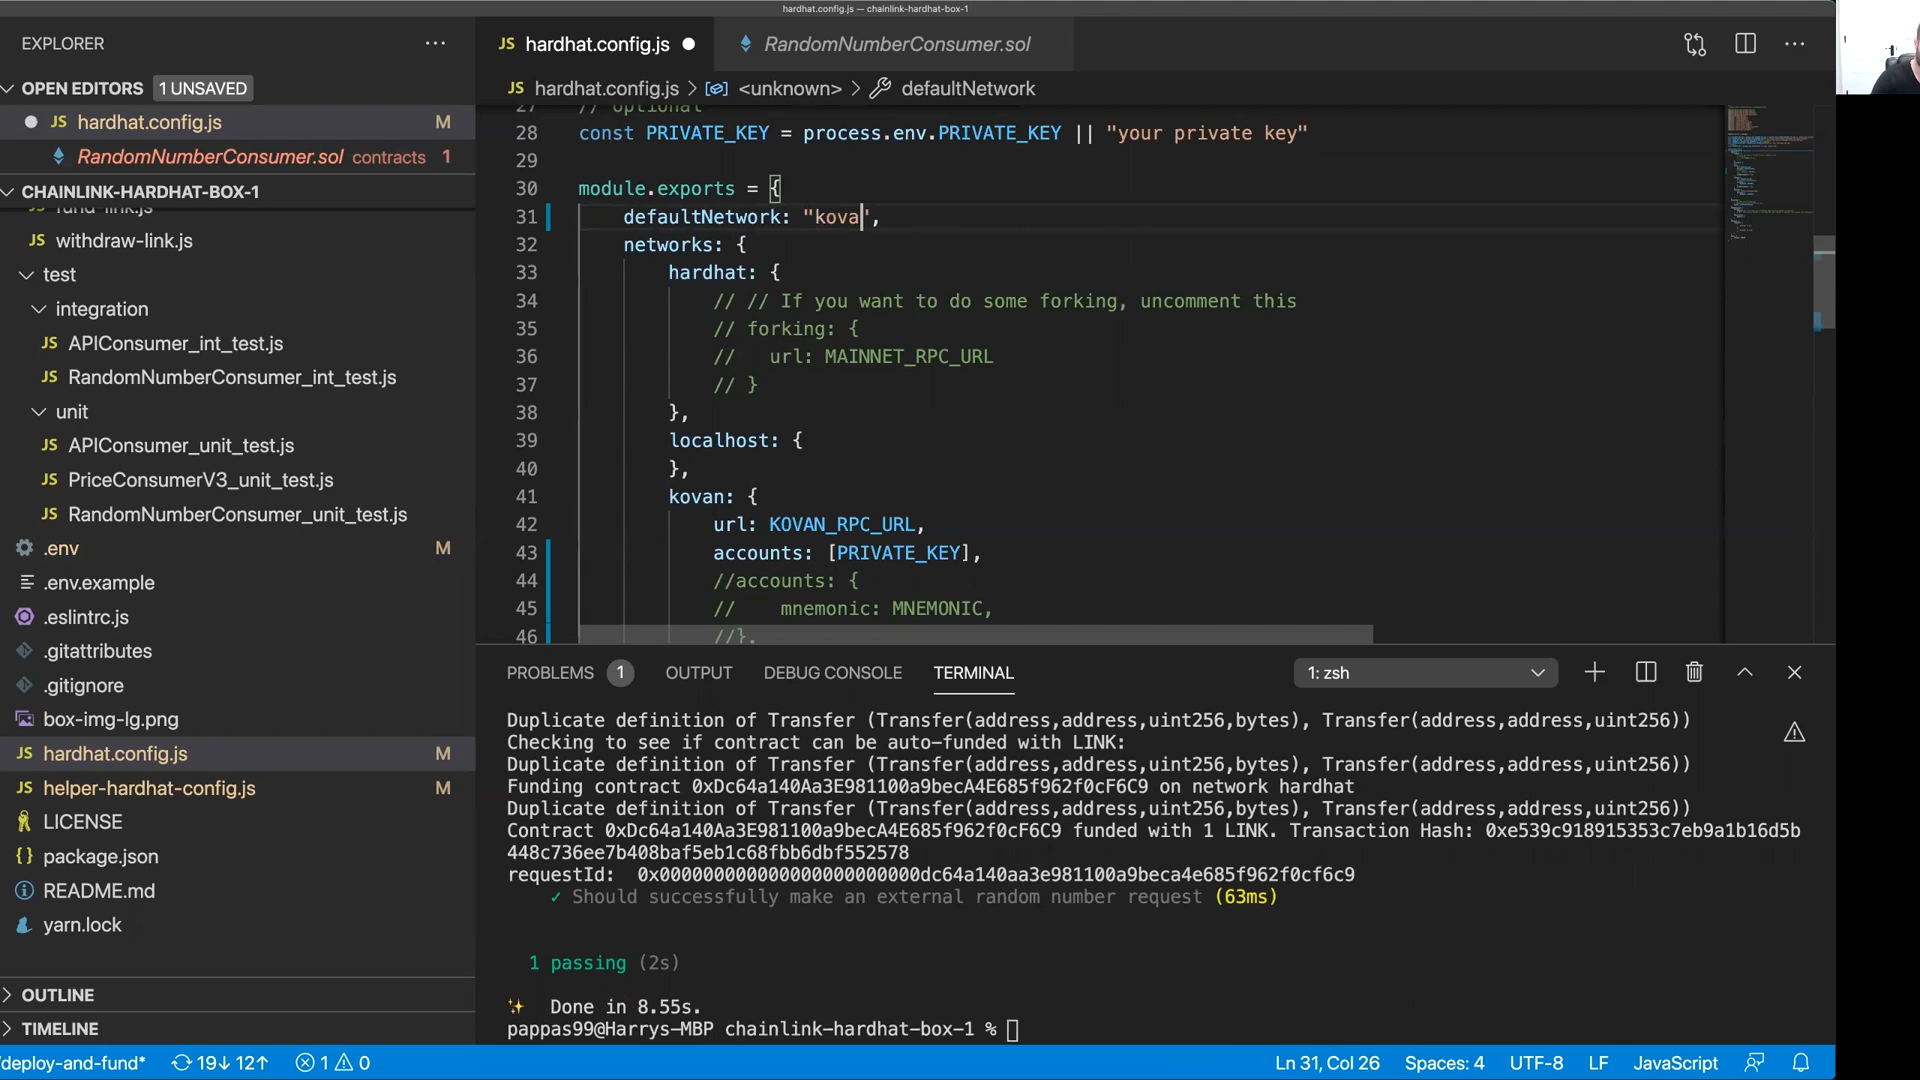 hardhat.config.js — chainlink-hardhat-box-1
EXPLORER
OPEN EDITORS 1 UNSAVED
JS hardhat.config.js M
RandomNumberConsumer.sol contracts 1
CHAINLINK-HARDHAT-BOX-1
fund-link.js
JS withdraw-link.js
test
integration
JS APIConsumer_int_test.js
JS RandomNumberConsumer_int_test.js
unit
JS APIConsumer_unit_test.js
JS PriceConsumerV3_unit_test.js
JS RandomNumberConsumer_unit_test.js
.env M
.env.example
.eslintrc.js
.gitattributes
.gitignore
box-img-lg.png
JS hardhat.config.js M
JS helper-hardhat-config.js M
LICENSE
{} package.json
README.md
yarn.lock
OUTLINE
TIMELINE
JS hardhat.config.js
RandomNumberConsumer.sol
JS hardhat.config.js > <unknown> > defaultNetwork
27 // optional
28 const PRIVATE_KEY = process.env.PRIVATE_KEY || "your private key"
29
30 module.exports = {
31 defaultNetwork: "kova",
32 networks: {
33 hardhat: {
34 // // If you want to do some forking, uncomment this
35 // forking: {
36 // url: MAINNET_RPC_URL
37 // }
38 },
39 localhost: {
40 },
41 kovan: {
42 url: KOVAN_RPC_URL,
43 accounts: [PRIVATE_KEY],
44 //accounts: {
45 // mnemonic: MNEMONIC,
46 //},
PROBLEMS 1 OUTPUT DEBUG CONSOLE TERMINAL 1: zsh
Duplicate definition of Transfer (Transfer(address,address,uint256,bytes), Transfer(address,address,uint256))
Checking to see if contract can be auto-funded with LINK:
Duplicate definition of Transfer (Transfer(address,address,uint256,bytes), Transfer(address,address,uint256))
Funding contract 0xDc64a140Aa3E981100a9becA4E685f962f0cF6C9 on network hardhat
Duplicate definition of Transfer (Transfer(address,address,uint256,bytes), Transfer(address,address,uint256))
Contract 0xDc64a140Aa3E981100a9becA4E685f962f0cF6C9 funded with 1 LINK. Transaction Hash: 0xe539c918915353c7eb9a1b16d5b
448c736ee7b408baf5eb1c68fbb6dbf552578
requestId: 0x000000000000000000000000dc64a140aa3e981100a9beca4e685f962f0cf6c9
✓ Should successfully make an external random number request (63ms)
1 passing (2s)
✨ Done in 8.55s.
pappas99@Harrys-MBP chainlink-hardhat-box-1 %
/deploy-and-fund* 19↓ 12↑ 1 0
Ln 31, Col 26 Spaces: 4 UTF-8 LF JavaScript